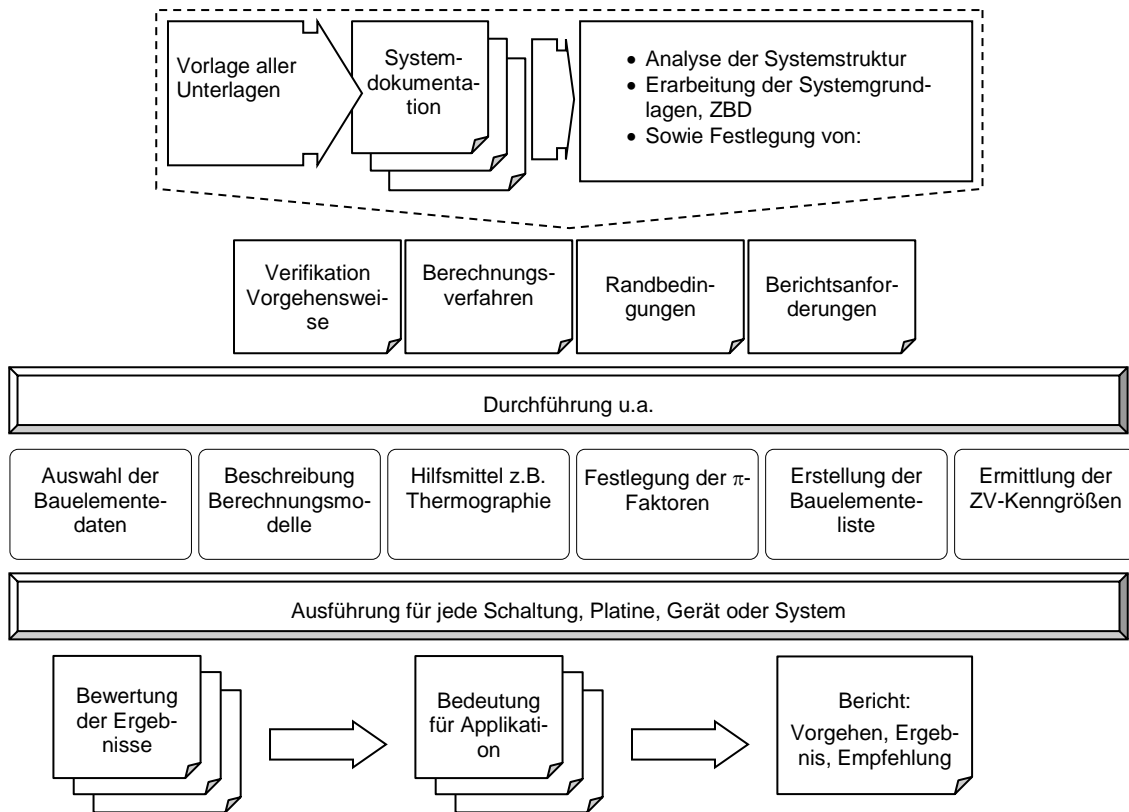 Vorlage aller
Unterlagen
System-
dokumenta-
tion
• Analyse der Systemstruktur
• Erarbeitung der Systemgrund-
lagen, ZBD
• Sowie Festlegung von:
Verifikation
Vorgehenswei-
se
Berechnungs-
verfahren
Randbedin-
gungen
Berichtsanfor-
derungen
Durchführung u.a.
Auswahl der
Bauelemente-
daten
Beschreibung
Berechnungsmo-
delle
Hilfsmittel z.B.
Thermographie
Festlegung der π-
Faktoren
Erstellung der
Bauelemente-
liste
Ermittlung der
ZV-Kenngrößen
Ausführung für jede Schaltung, Platine, Gerät oder System
Bewertung
der Ergeb-
nisse
Bedeutung
für Applikati-
on
Bericht:
Vorgehen, Ergeb-
nis, Empfehlung